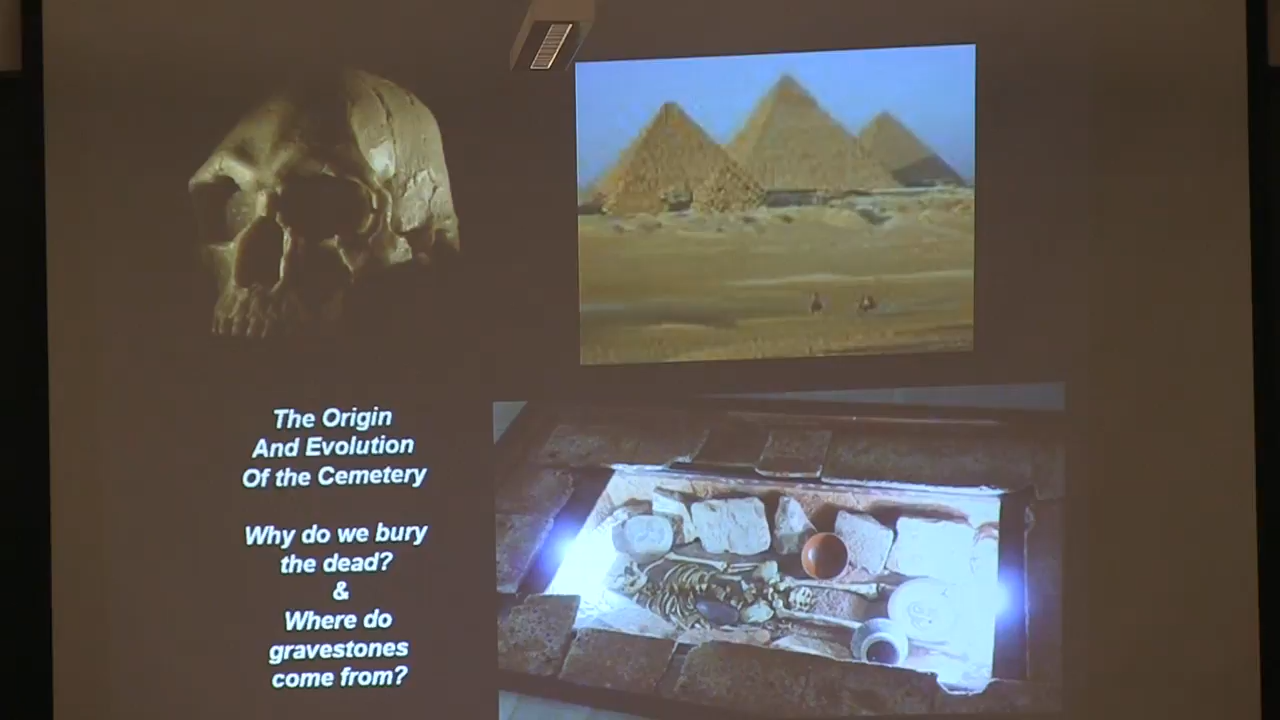 The Origin
And Evolution
Of the Cemetery
Why do we bury
the dead?
&
Where do
gravestones
come from?